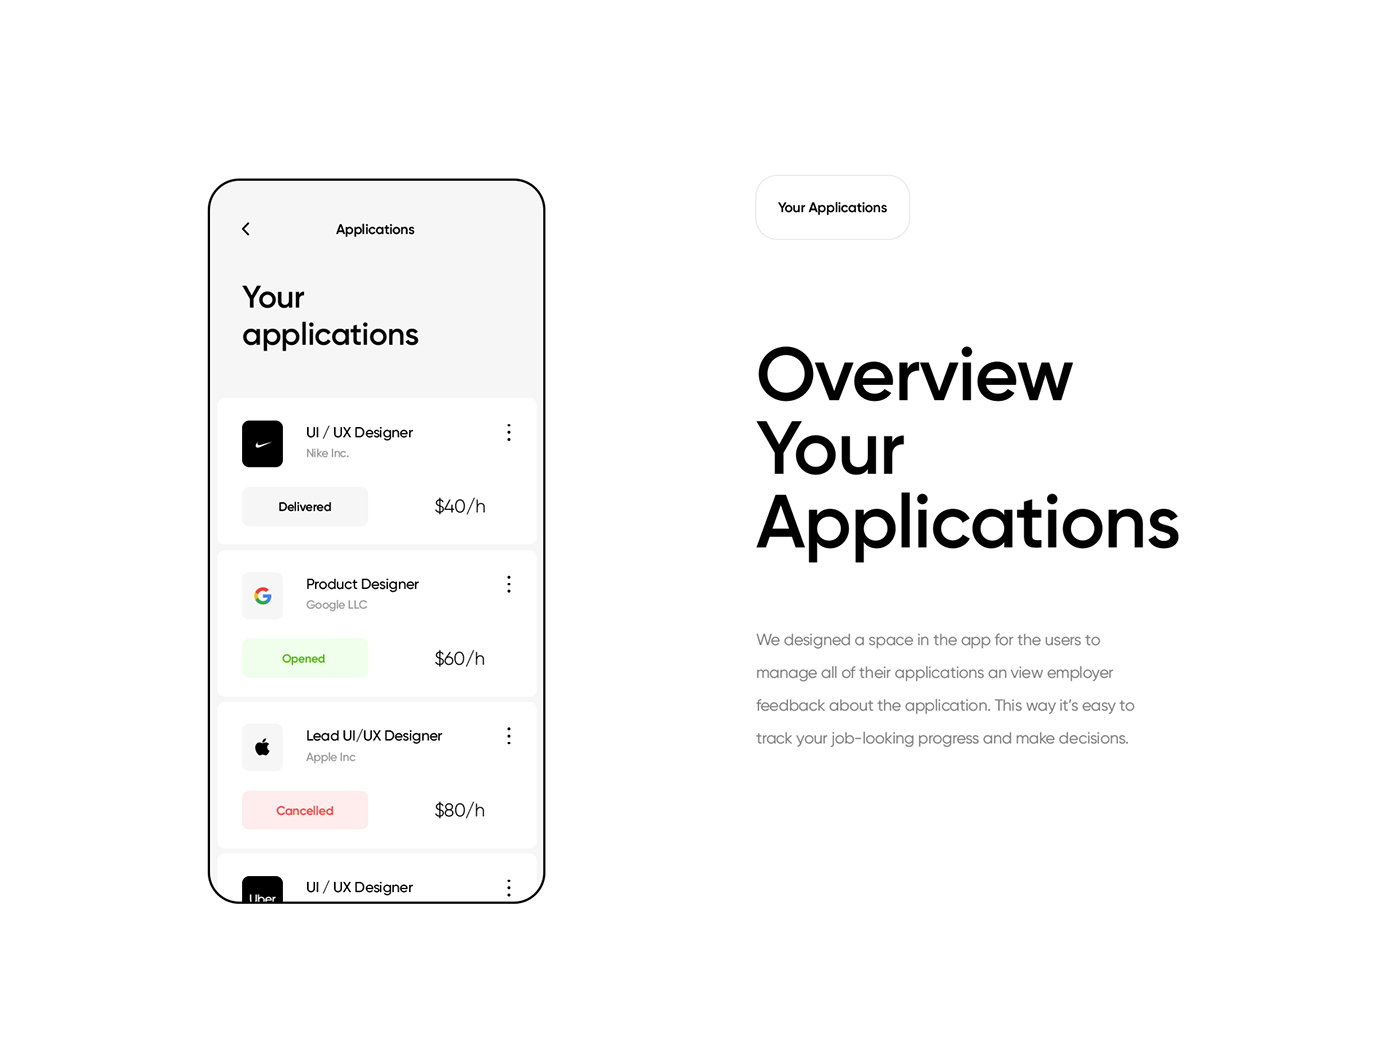 Applications
Your
applications
UI / UX Designer
Nike Inc.
Delivered
$40/h
Product Designer
Google LLC
Opened
$60/h
Lead UI/UX Designer
Apple Inc
Cancelled
$80/h
UI / UX Designer
Uber
Your Applications
Overview
Your
Applications
We designed a space in the app for the users to
manage all of their applications an view employer
feedback about the application. This way it's easy to
track your job-looking progress and make decisions.